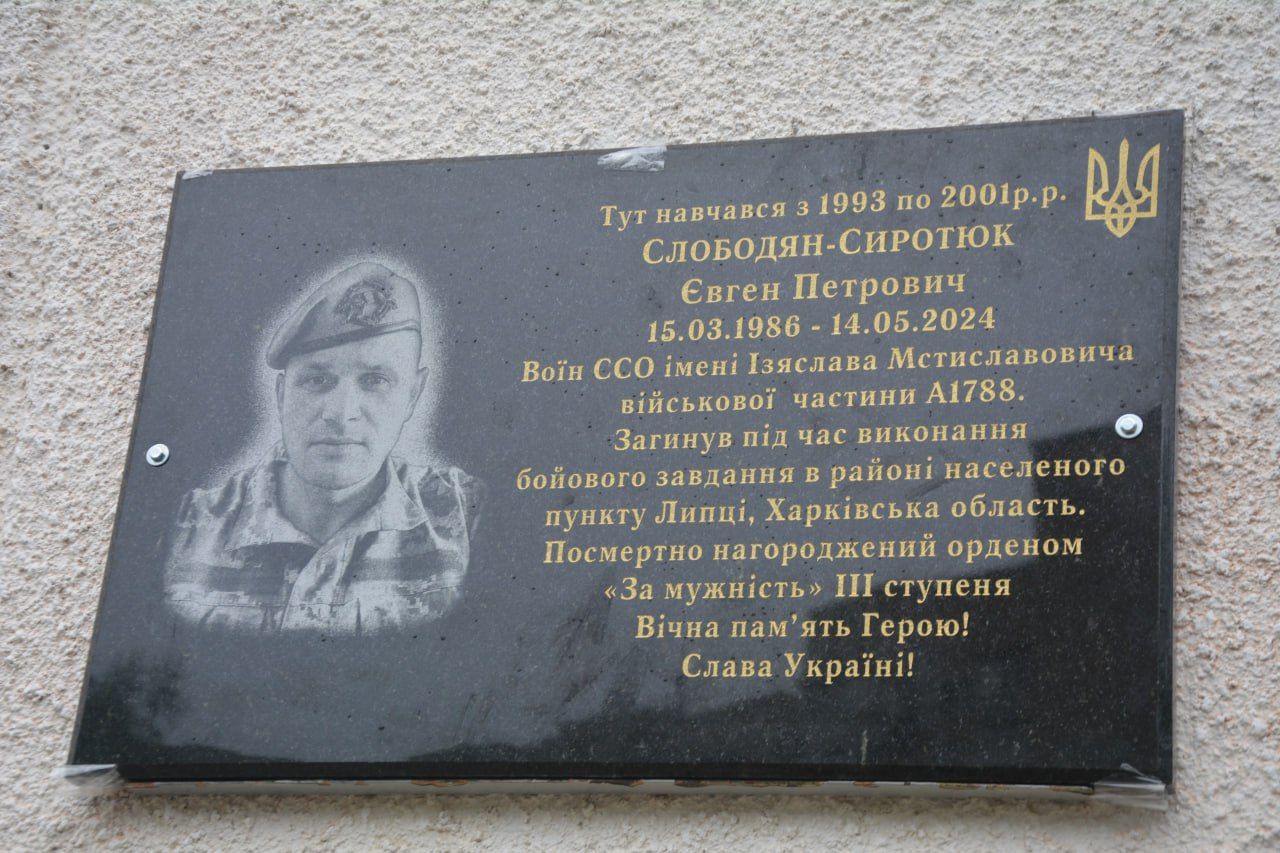 Тут навчався з 1993 по 2001р.р.
СЛОБОДЯН-СИРОТЮК
Євген Петрович
15.03.1986 - 14.05.2024
Воїн ССО імені Ізяслава Мстиславовича
військової частини А1788.
Загинув під час виконання
бойового завдання в районі населеного
пункту Липці, Харківська область.
Посмертно нагороджений орденом
«За мужність» III ступеня
Вічна пам’ять Герою!
Слава Україні!